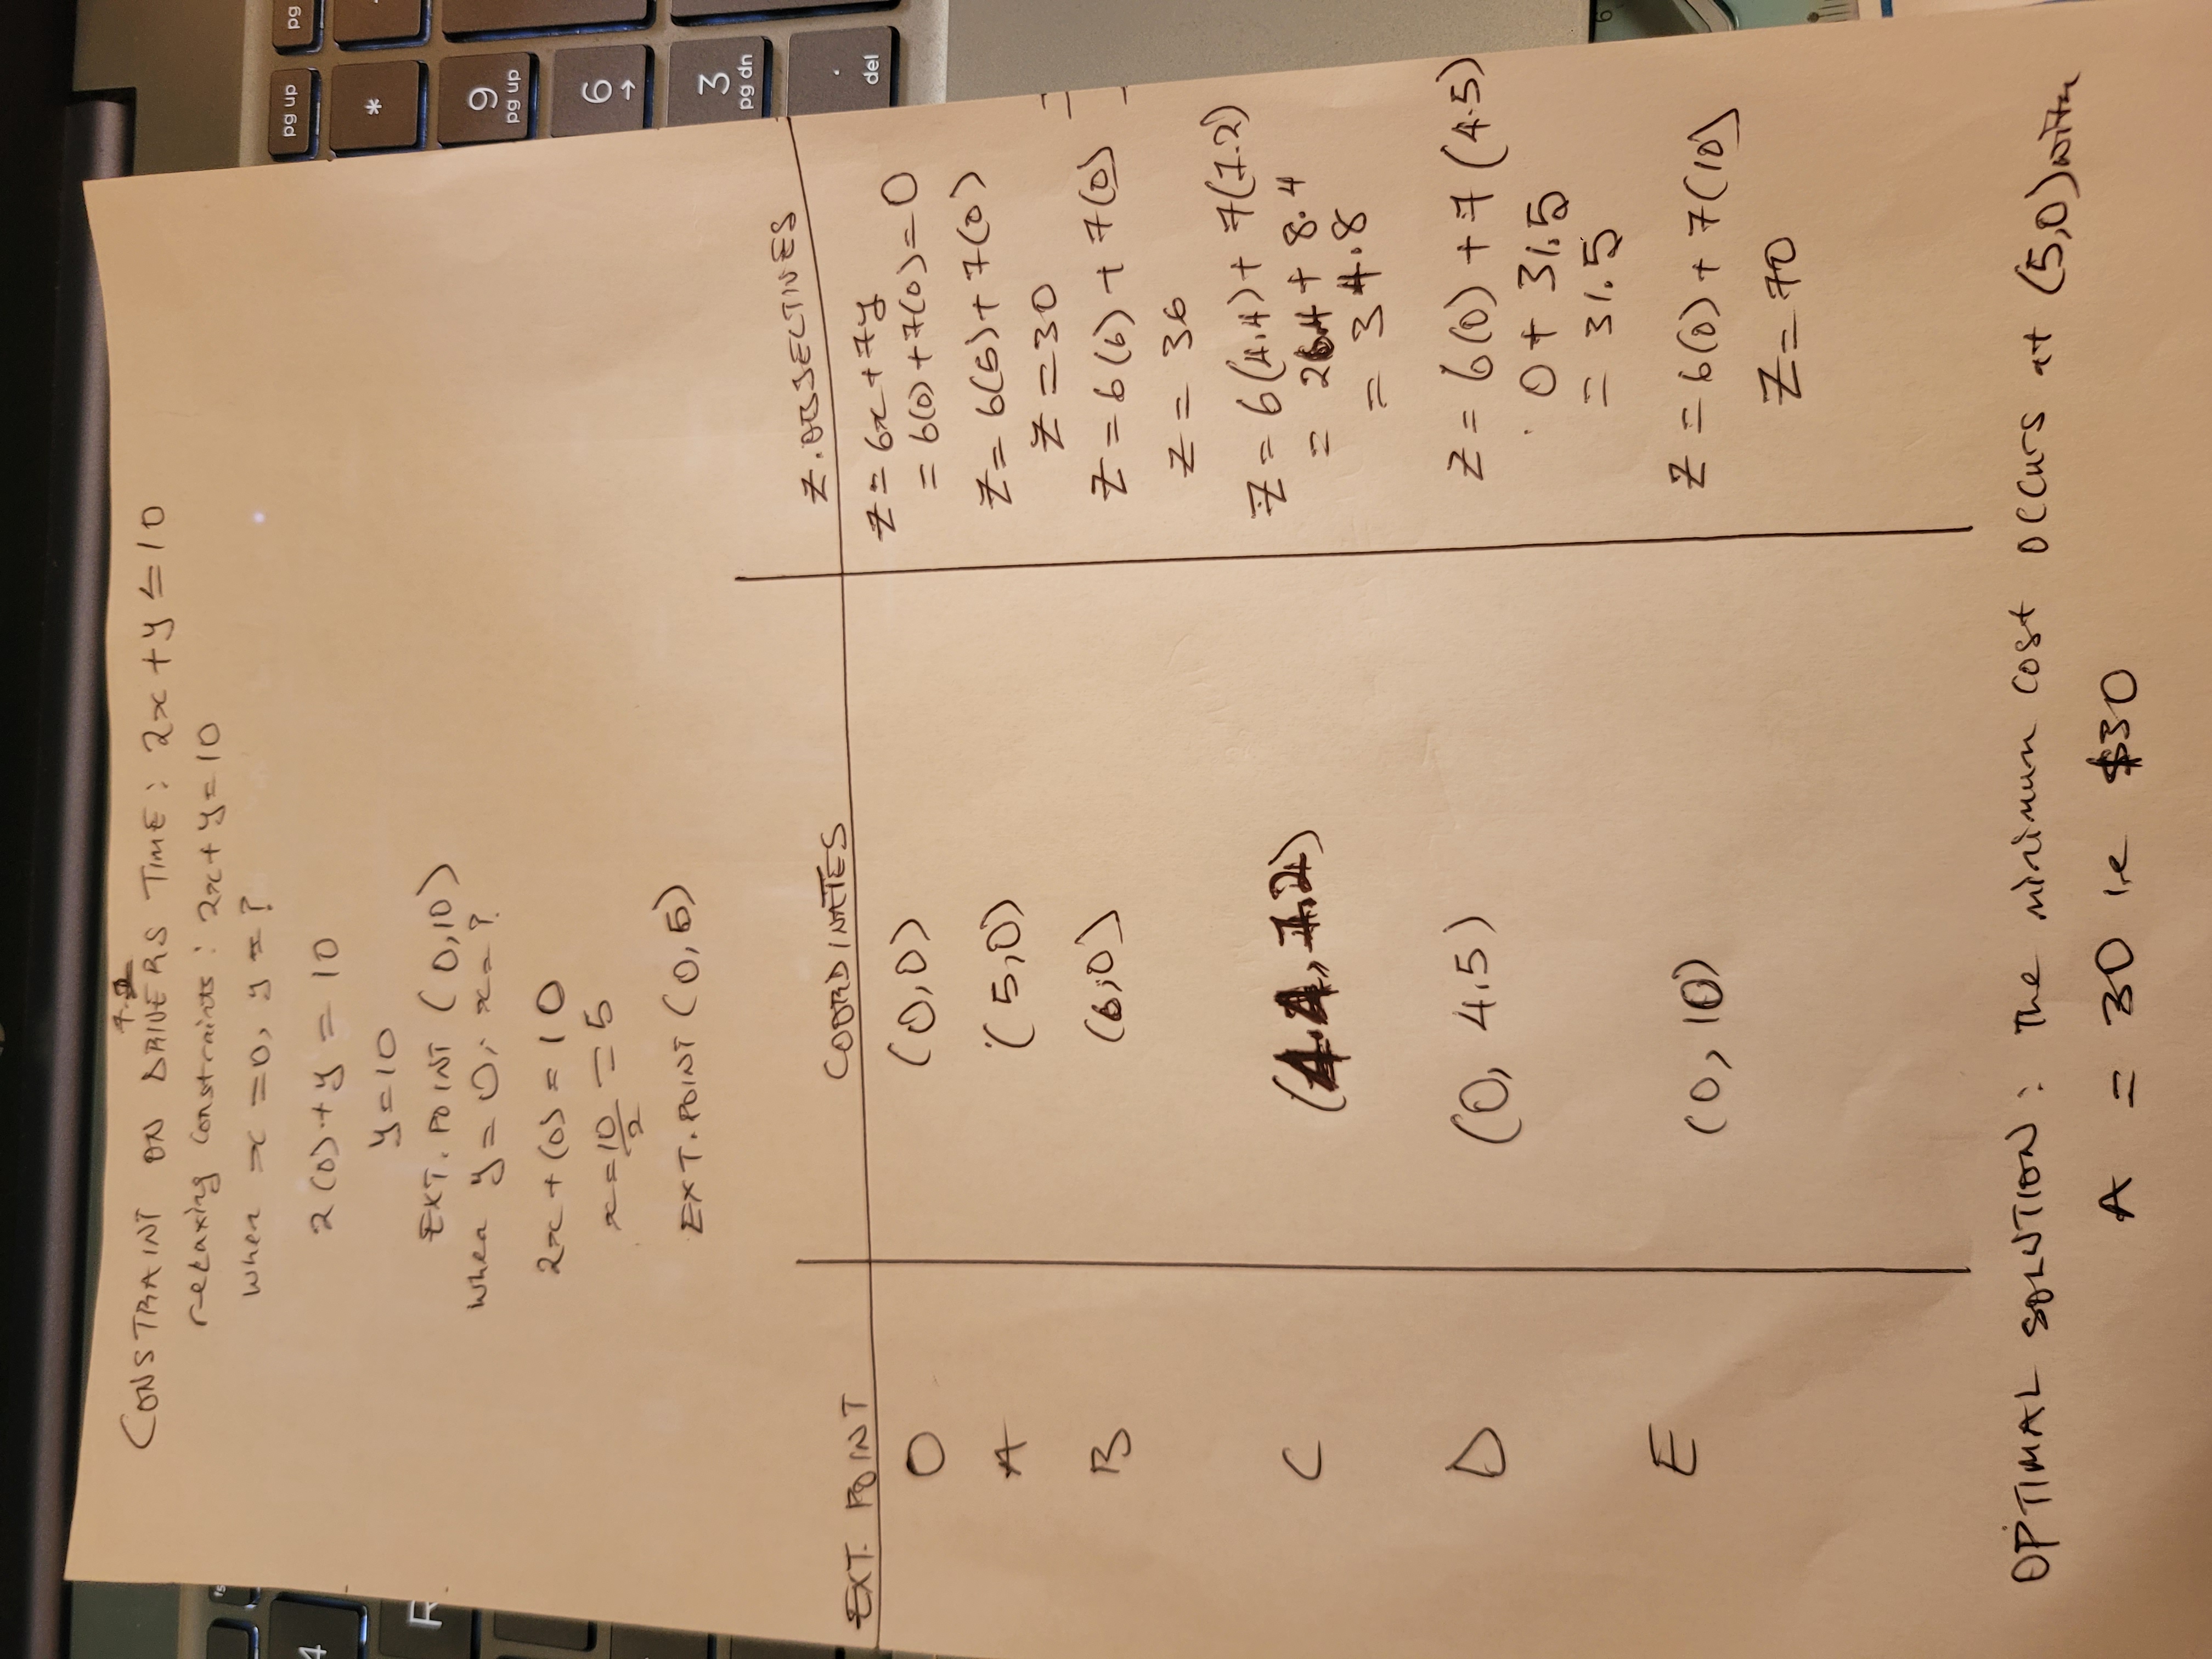 4.2
CONSTRAINT ON DRIVERS TIME: 2x + y ≤ 10
relaxing constraints: 2x + y = 10
when x = 0, y = ?
2(0) + y = 10
y = 10
EXT. POINT (0,10)
when y = 0, x = ?
2x + (0) = 10
x = 10/2 = 5
EXT. POINT (0,5)
EXT. POINT COORDINATES Z. OBJECTIVES
O (0,0) Z = 6x + 7y
= 6(0) + 7(0) = 0
A (5,0) Z = 6(5) + 7(0)
Z = 30
B (6,0) Z = 6(6) + 7(0)
Z = 36
C (4.4, 1.2) Z = 6(4.4) + 7(1.2)
= 26.4 + 8.4
= 34.8
D (0, 4.5) Z = 6(0) + 7(4.5)
0 + 31.5
= 31.5
E (0, 10) Z = 6(0) + 7(10)
Z = 70
OPTIMAL SOLUTION: The minimum cost occurs at (5,0) with
A = 30 i.e $30
4
R
fs
pg up
pg
*
9
pg up
6
→
3
pg dn
.
del
6